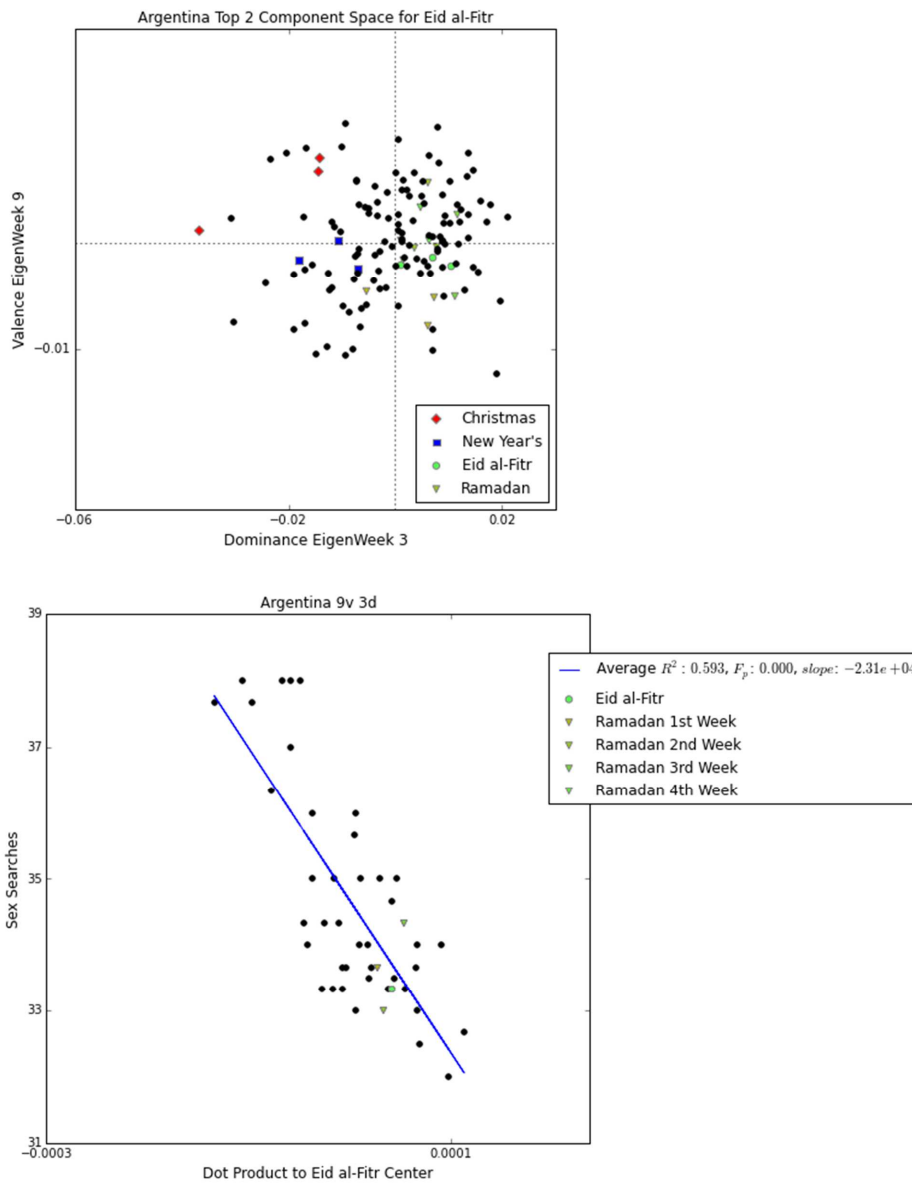 Argentina Top 2 Component Space for Eid al-Fitr
Valence EigenWeek 9
−0.01
Christmas
New Year's
Eid al-Fitr
Ramadan
−0.06
−0.02
0.02
Dominance EigenWeek 3
Argentina 9v 3d
39
37
35
33
31
Sex Searches
Average R² : 0.593, Fₚ: 0.000, slope: −2.31e +04
Eid al-Fitr
Ramadan 1st Week
Ramadan 2nd Week
Ramadan 3rd Week
Ramadan 4th Week
−0.0003
0.0001
Dot Product to Eid al-Fitr Center